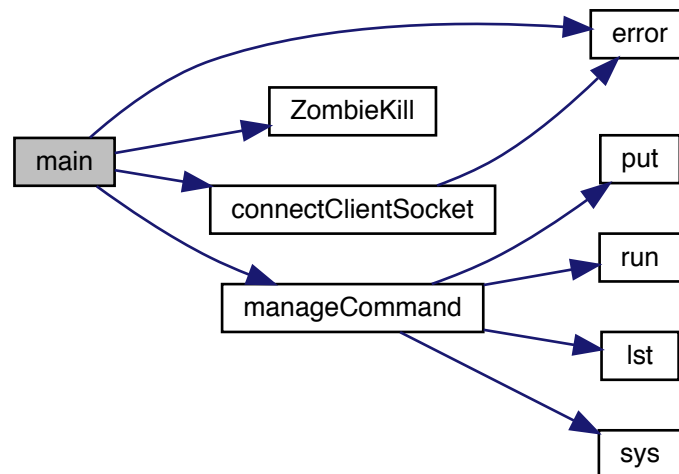 error
ZombieKill
put
main
connectClientSocket
run
manageCommand
lst
sys